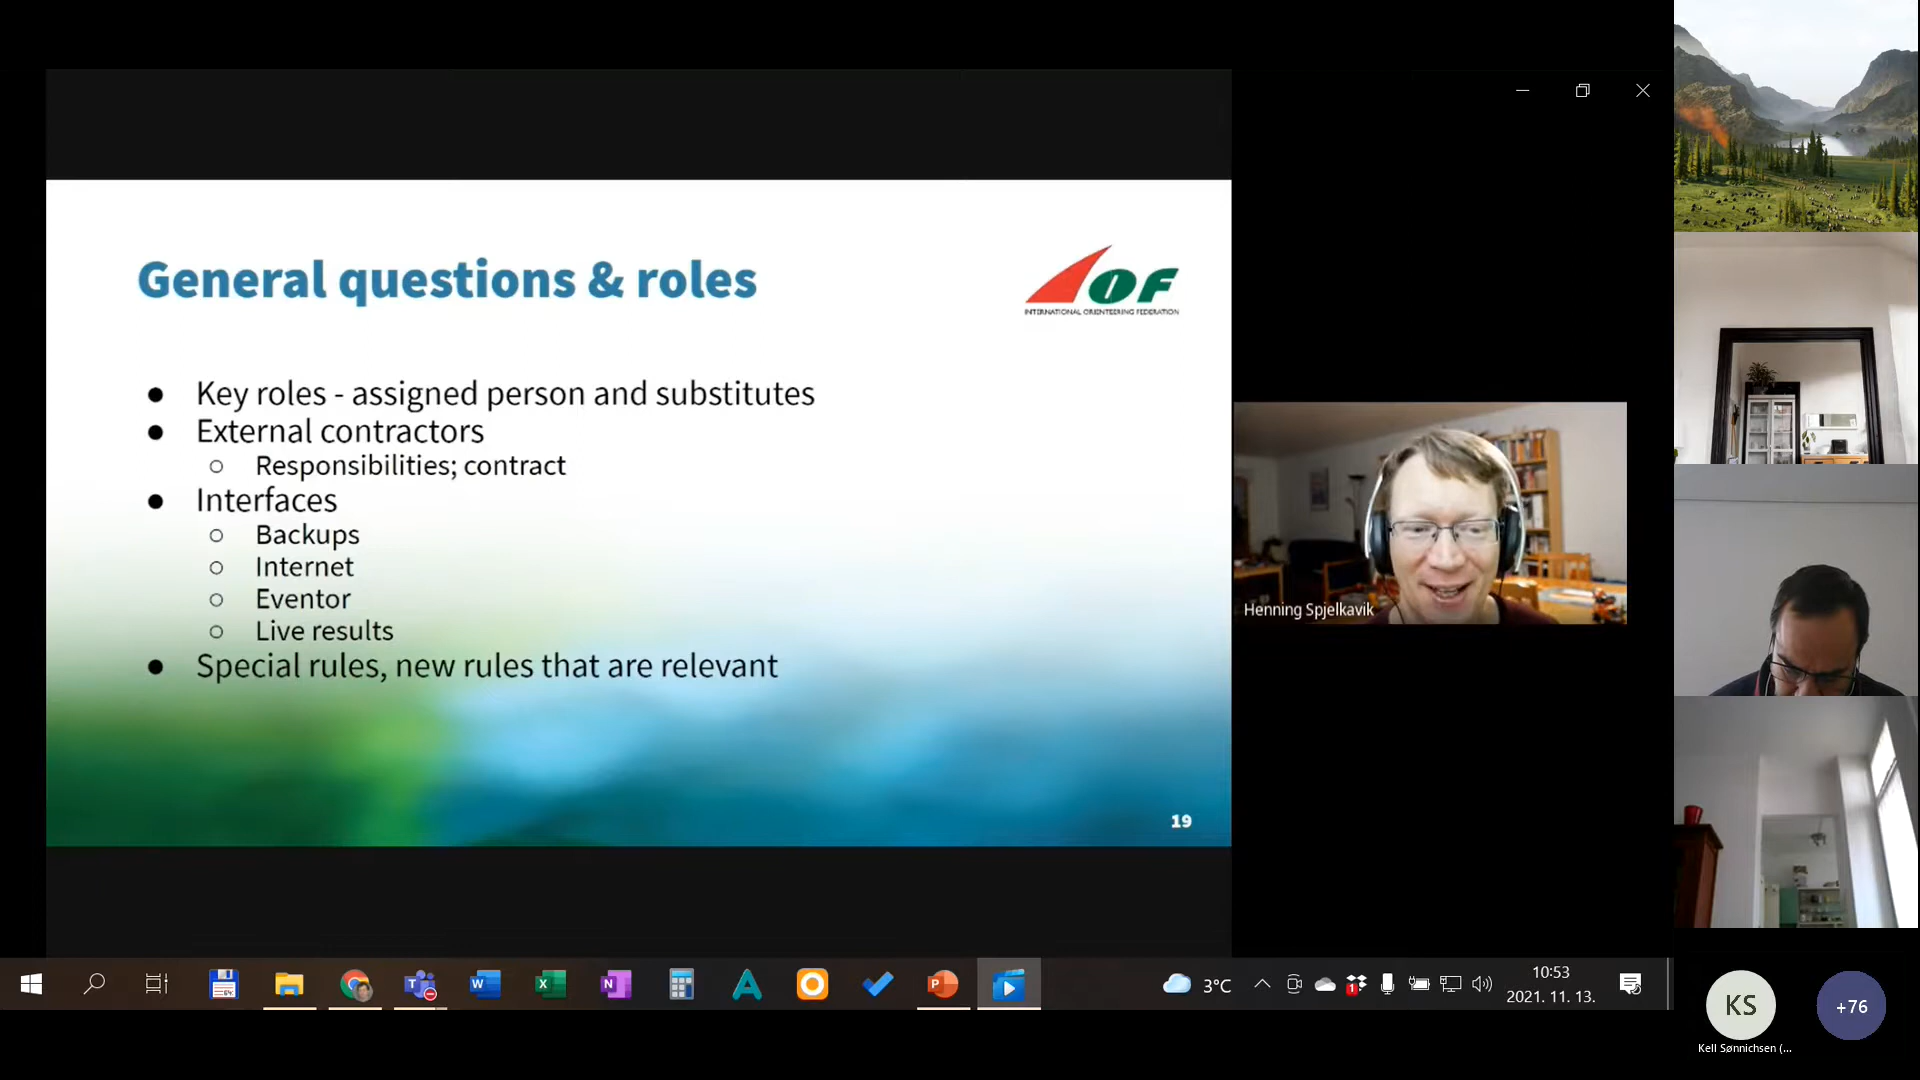 General questions & roles
IOF
INTERNATIONAL ORIENTEERING FEDERATION
● Key roles - assigned person and substitutes
● External contractors
○ Responsibilities; contract
● Interfaces
○ Backups
○ Internet
○ Eventor
○ Live results
● Special rules, new rules that are relevant
19
Henning Spjelkavik
3°C
10:53
2021. 11. 13.
KS
+76
Kell Sønnichsen (...